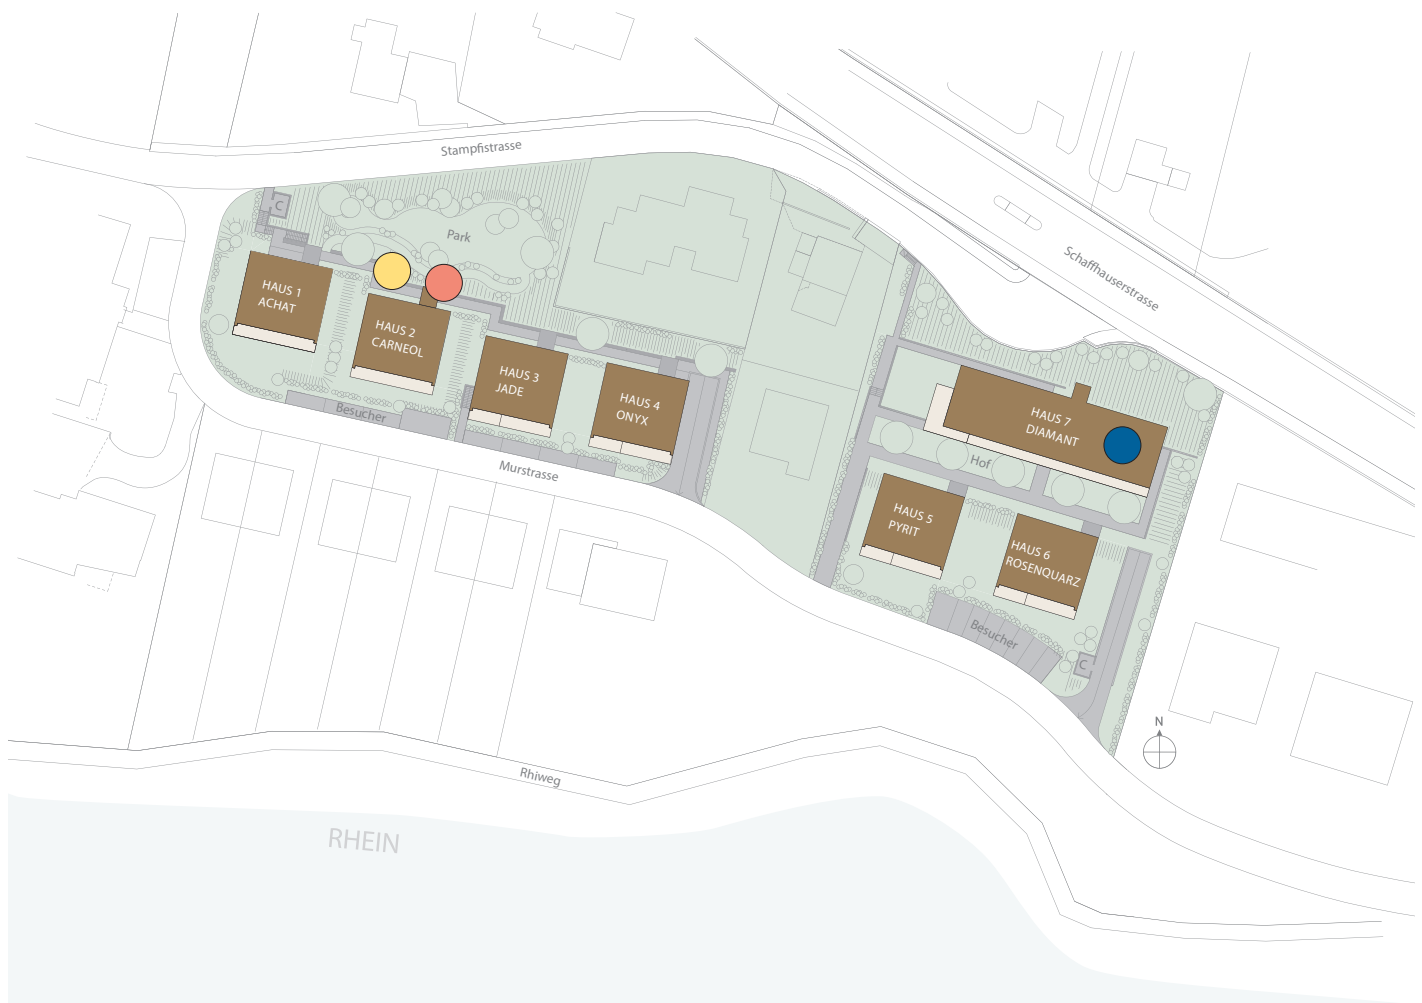 Stampfistrasse
C
Park
Schaffhauserstrasse
HAUS 1
ACHAT
HAUS 2
CARNEOL
HAUS 3
JADE
HAUS 4
ONYX
Besucher
Murstrasse
HAUS 7
DIAMANT
Hof
HAUS 5
PYRIT
HAUS 6
ROSENQUARZ
Besucher
C
N
Rhiweg
RHEIN